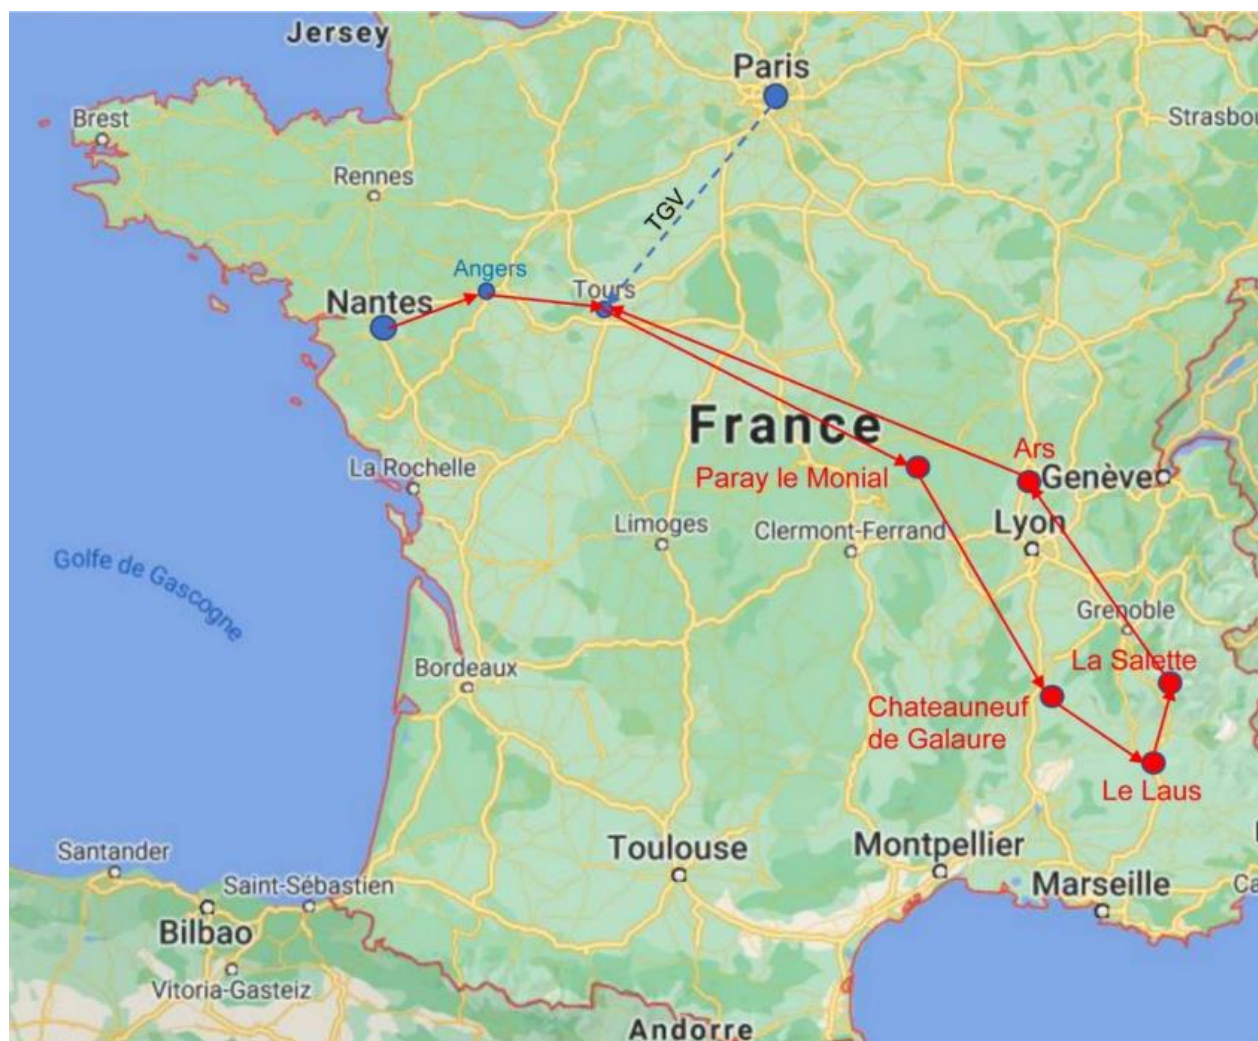 Jersey
Paris
Brest
Strasbou
Rennes
TGV
Angers
Tours
Nantes
France
Ars
Paray le Monial
Genève
La Rochelle
Limoges
Clermont-Ferrand
Lyon
Golfe de Gascogne
Grenoble
La Salette
Bordeaux
Chateauneuf
de Galaure
Le Laus
Toulouse
Montpellier
Santander
Saint-Sébastien
Marseille
Ca
Bilbao
Vitoria-Gasteiz
Andorre